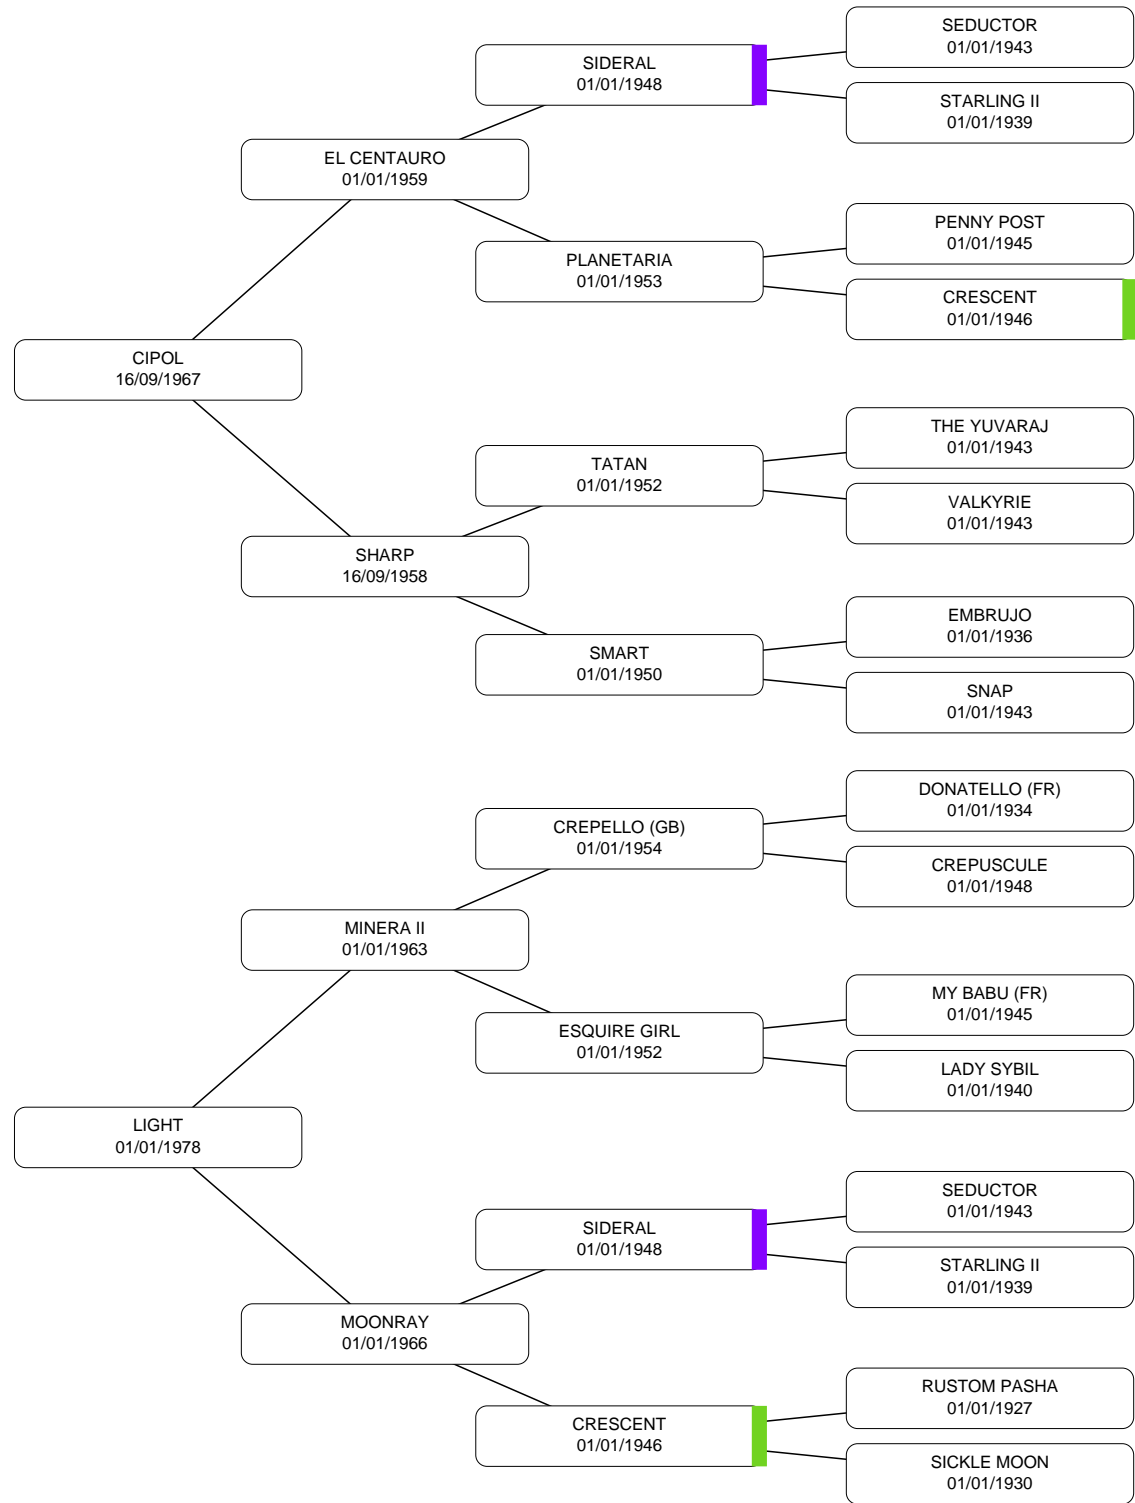 SEDUCTOR
01/01/1943
SIDERAL
01/01/1948
STARLING II
01/01/1939
EL CENTAURO
01/01/1959
PENNY POST
01/01/1945
PLANETARIA
01/01/1953
CRESCENT
01/01/1946
CIPOL
16/09/1967
THE YUVARAJ
01/01/1943
TATAN
01/01/1952
VALKYRIE
01/01/1943
SHARP
16/09/1958
EMBRUJO
01/01/1936
SMART
01/01/1950
SNAP
01/01/1943
DONATELLO (FR)
01/01/1934
CREPELLO (GB)
01/01/1954
CREPUSCULE
01/01/1948
MINERA II
01/01/1963
MY BABU (FR)
01/01/1945
ESQUIRE GIRL
01/01/1952
LADY SYBIL
01/01/1940
LIGHT
01/01/1978
SEDUCTOR
01/01/1943
SIDERAL
01/01/1948
STARLING II
01/01/1939
MOONRAY
01/01/1966
RUSTOM PASHA
01/01/1927
CRESCENT
01/01/1946
SICKLE MOON
01/01/1930